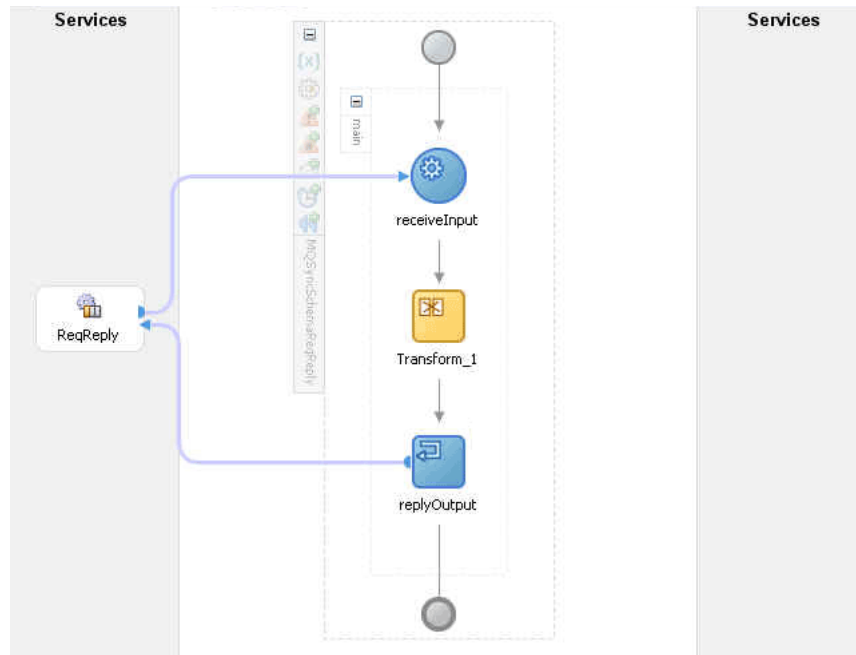 Services
Services
{x}
main
receiveInput
MQSyncSchemaReqReply
ReqReply
Transform_1
replyOutput